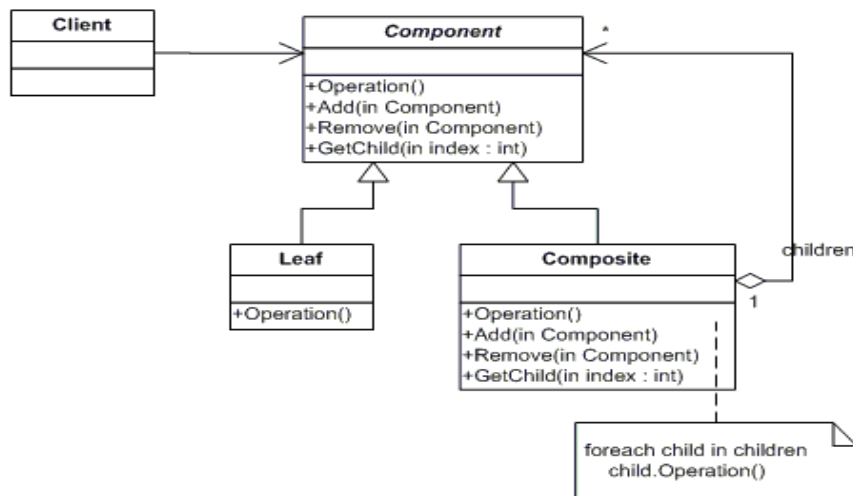 Client
Component
*
+Operation()
+Add(in Component)
+Remove(in Component)
+GetChild(in index : int)
Leaf
+Operation()
Composite
children
1
+Operation()
+Add(in Component)
+Remove(in Component)
+GetChild(in index : int)
foreach child in children
child.Operation()